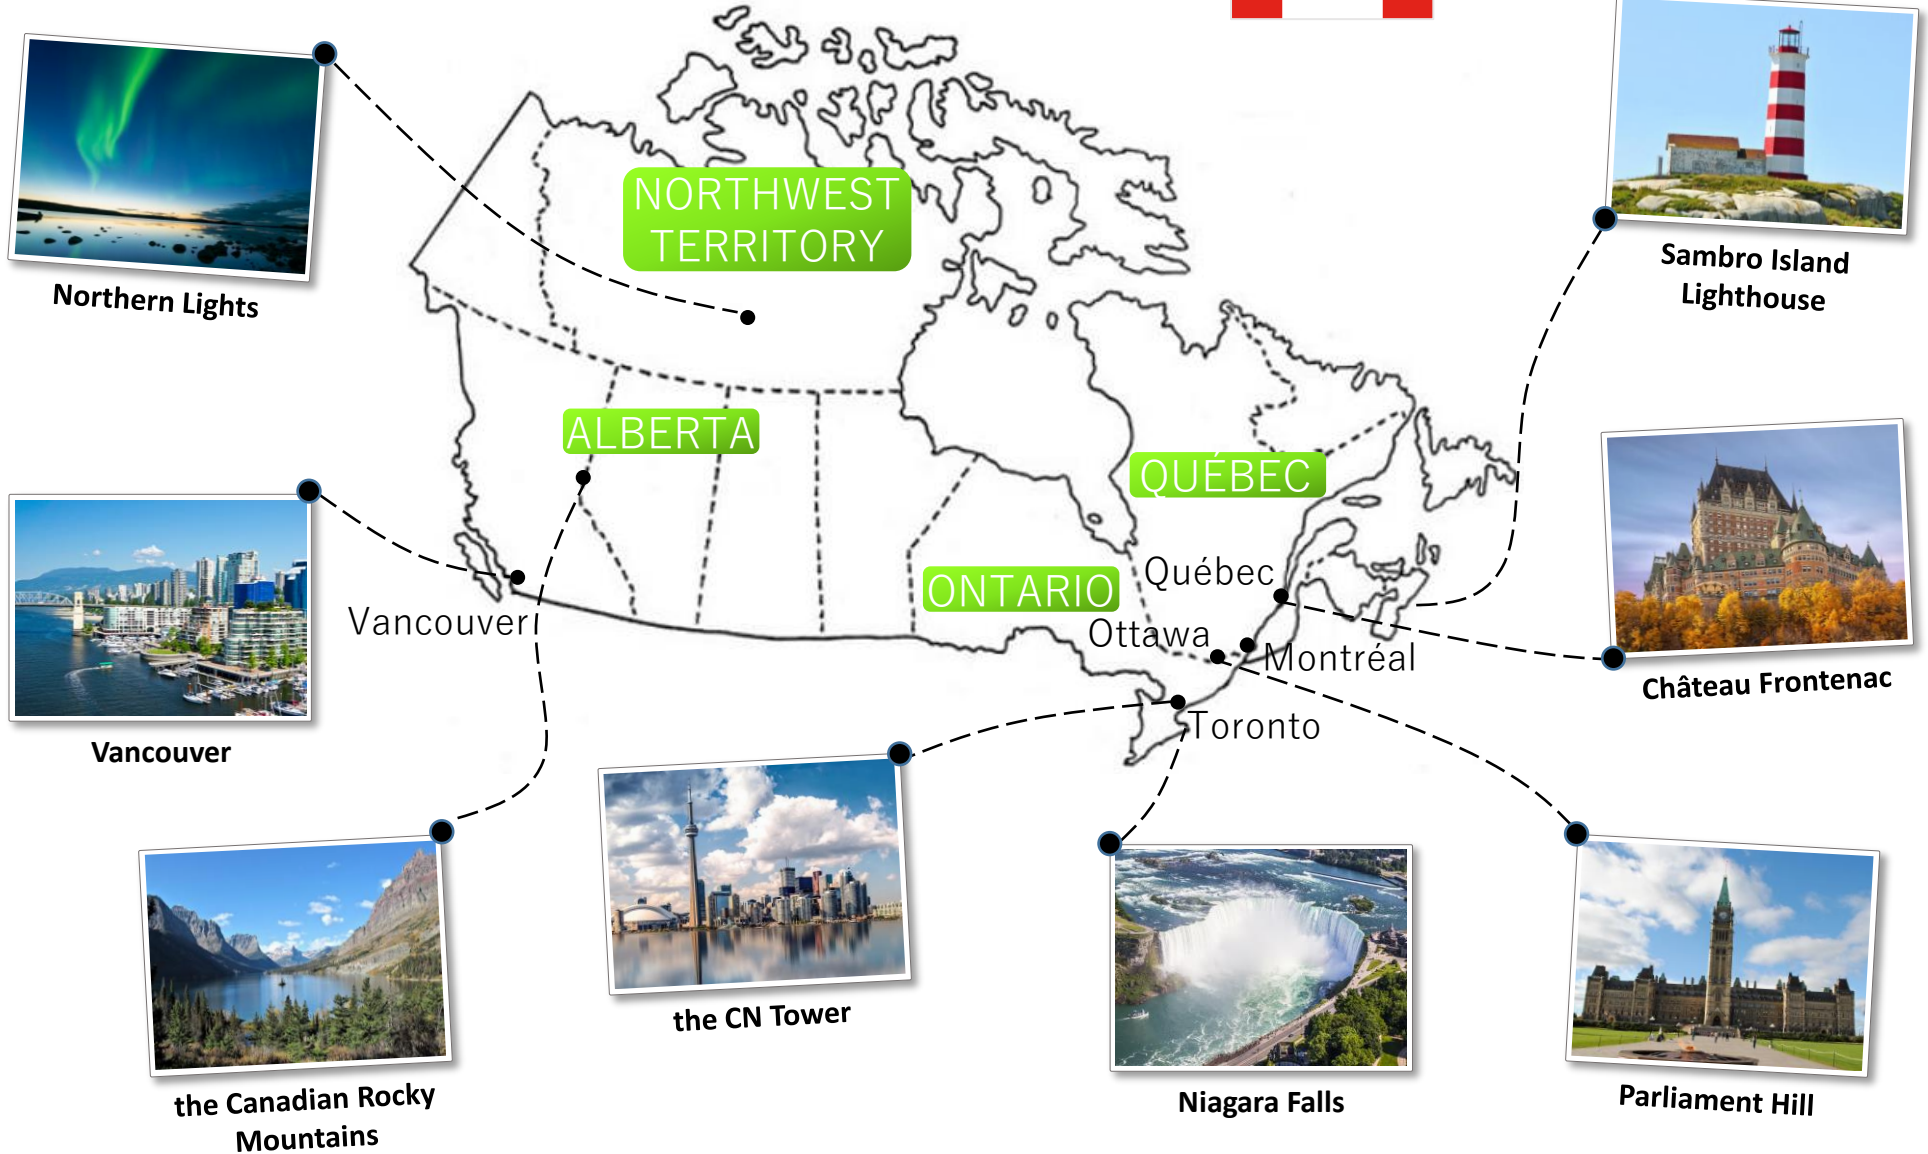 NORTHWEST
TERRITORY
Sambro Island
Lighthouse
Northern Lights
ALBERTA
QUÉBEC
Québec
ONTARIO
Vancouver
Ottawa
Montréal
Château Frontenac
Toronto
Vancouver
the CN Tower
the Canadian Rocky
Mountains
Niagara Falls
Parliament Hill